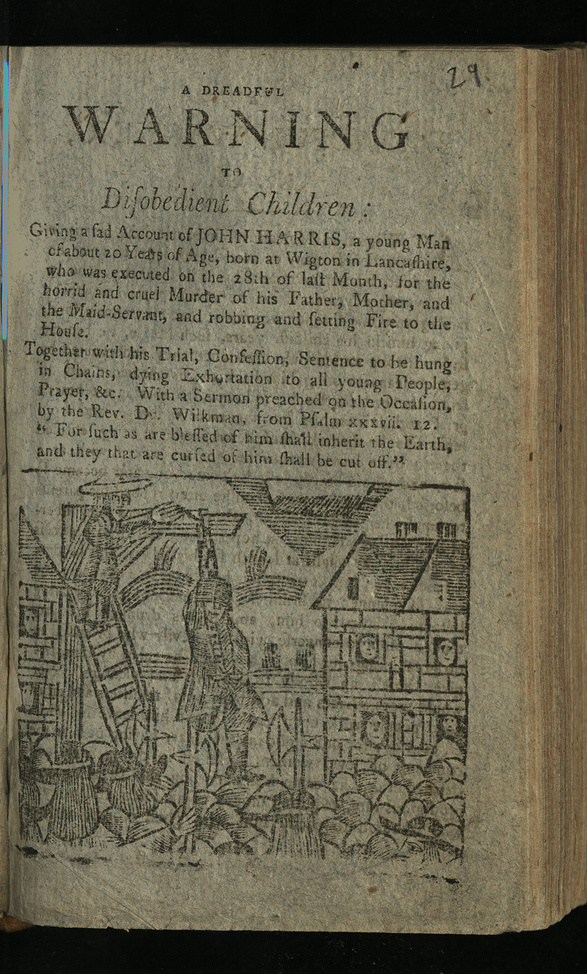 29.
A DREADFUL
WARNING
TO
Diſobedient Children:
Giving a ſad Account of JOHN HARRIS, a young Man
of about 20 Years of Age, born at Wigton in Lancaſhire,
who was executed on the 28th of laſt Month, for the
horrid and cruel Murder of his Father, Mother, and
the Maid-Servant, and robbing and ſetting Fire to the
Houſe.
Together with his Trial, Confeſſion, Sentence to be hung
in Chains, dying Exhortation to all young People,
Prayer, &c. With a Sermon preached on the Occaſion,
by the Rev. Dr. Wilkman, from Pſalm xxxvii. 12.
“ For ſuch as are bleſſed of him ſhall inherit the Earth,
and they that are curſed of him ſhall be cut off.”